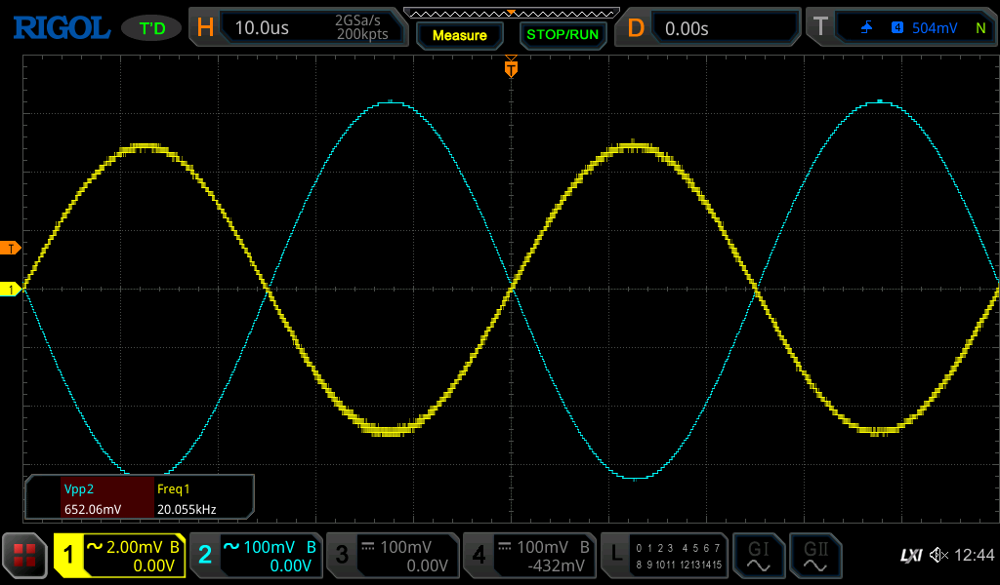 RIGOL T'D H 10.0us 2GSa/s 200kpts Measure STOP/RUN D 0.00s T 4 504mV N
T
T
1
Vpp2 Freq1
652.06mV 20.055kHz
1 2.00mV B 0.00V
2 100mV B 0.00V
3 100mV 0.00V
4 100mV B -432mV
L 0 1 2 3 4 5 6 7
8 9 10 11 12 13 14 15
GI GII
LXI 12:44